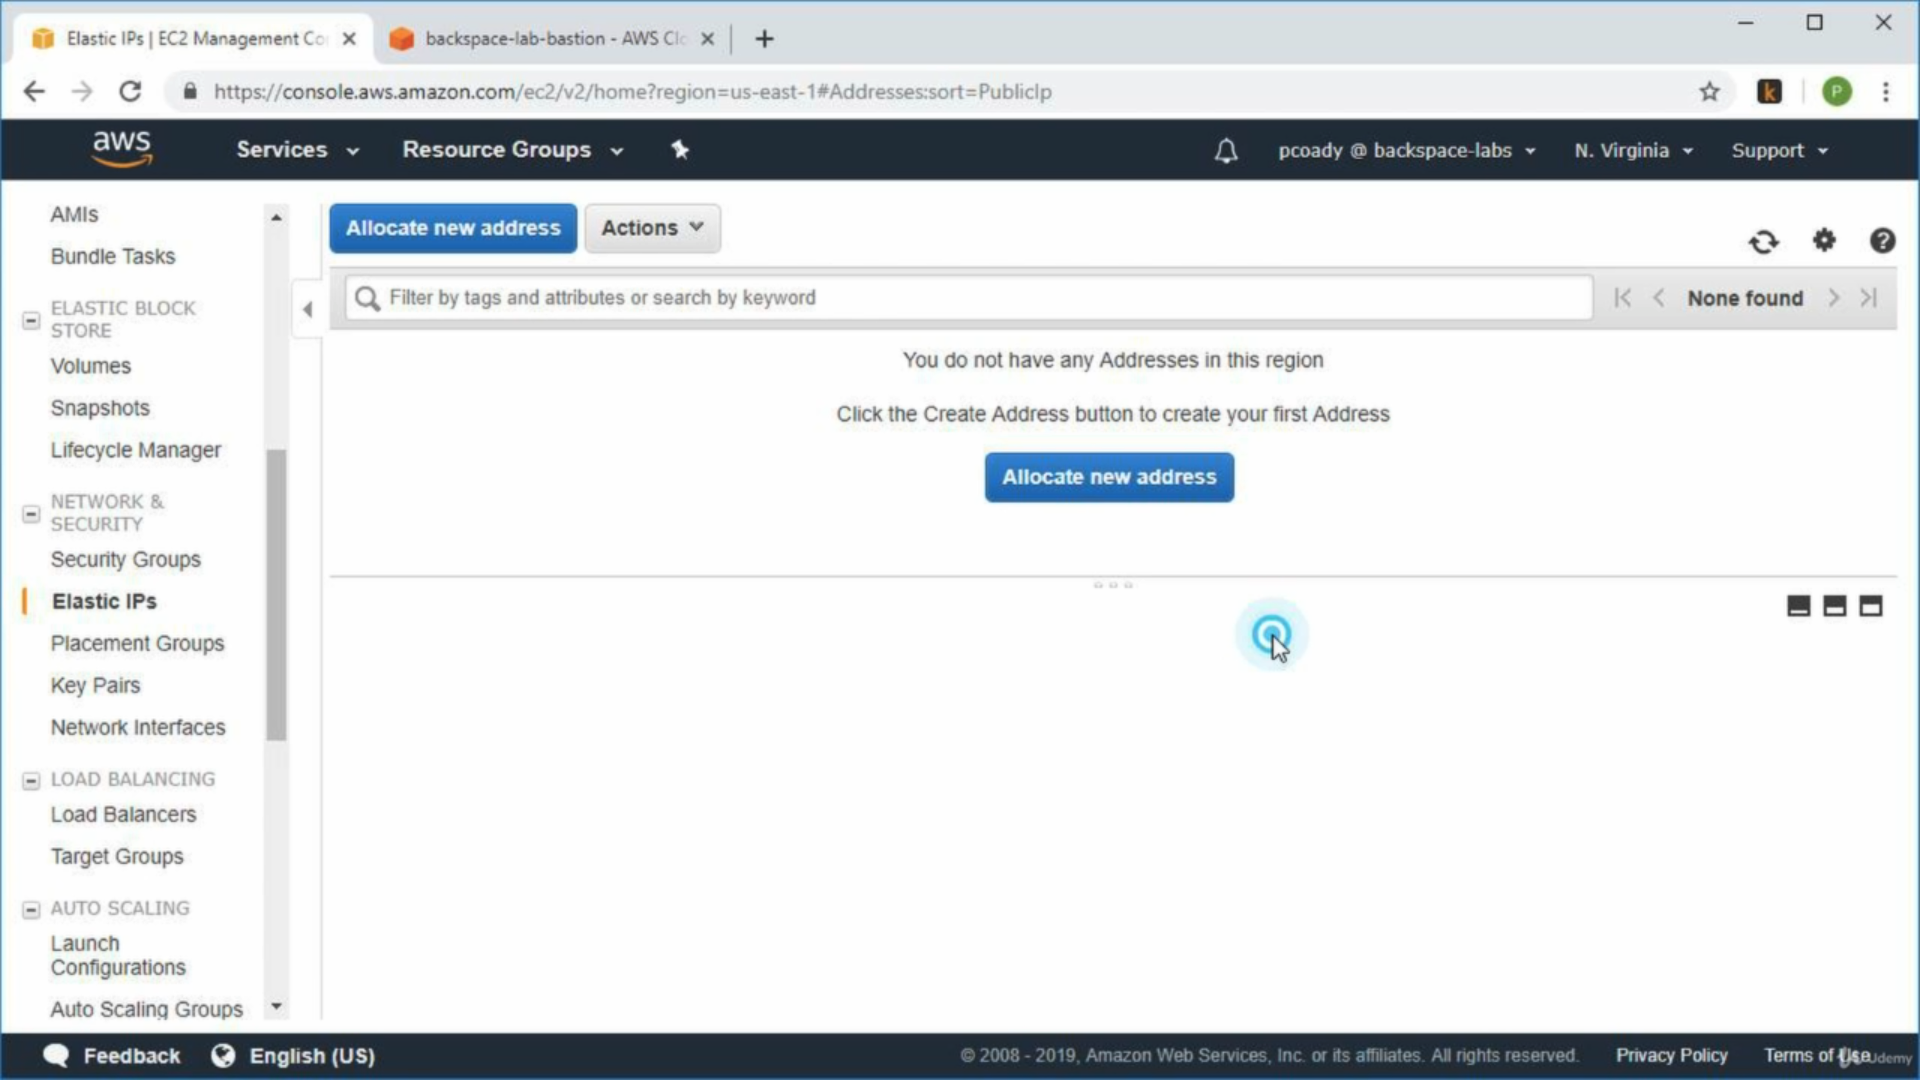 Elastic IPs | EC2 Management Co
backspace-lab-bastion - AWS Clo
https://console.aws.amazon.com/ec2/v2/home?region=us-east-1#Addresses:sort=PublicIp
k
P
aws
Services
Resource Groups
pcoady @ backspace-labs
N. Virginia
Support
AMIs
Bundle Tasks
ELASTIC BLOCK
STORE
Volumes
Snapshots
Lifecycle Manager
NETWORK &
SECURITY
Security Groups
Elastic IPs
Placement Groups
Key Pairs
Network Interfaces
LOAD BALANCING
Load Balancers
Target Groups
AUTO SCALING
Launch
Configurations
Auto Scaling Groups
Allocate new address
Actions
Filter by tags and attributes or search by keyword
None found
You do not have any Addresses in this region
Click the Create Address button to create your first Address
Allocate new address
Feedback
English (US)
© 2008 - 2019, Amazon Web Services, Inc. or its affiliates. All rights reserved.
Privacy Policy
Terms of Use
Udemy